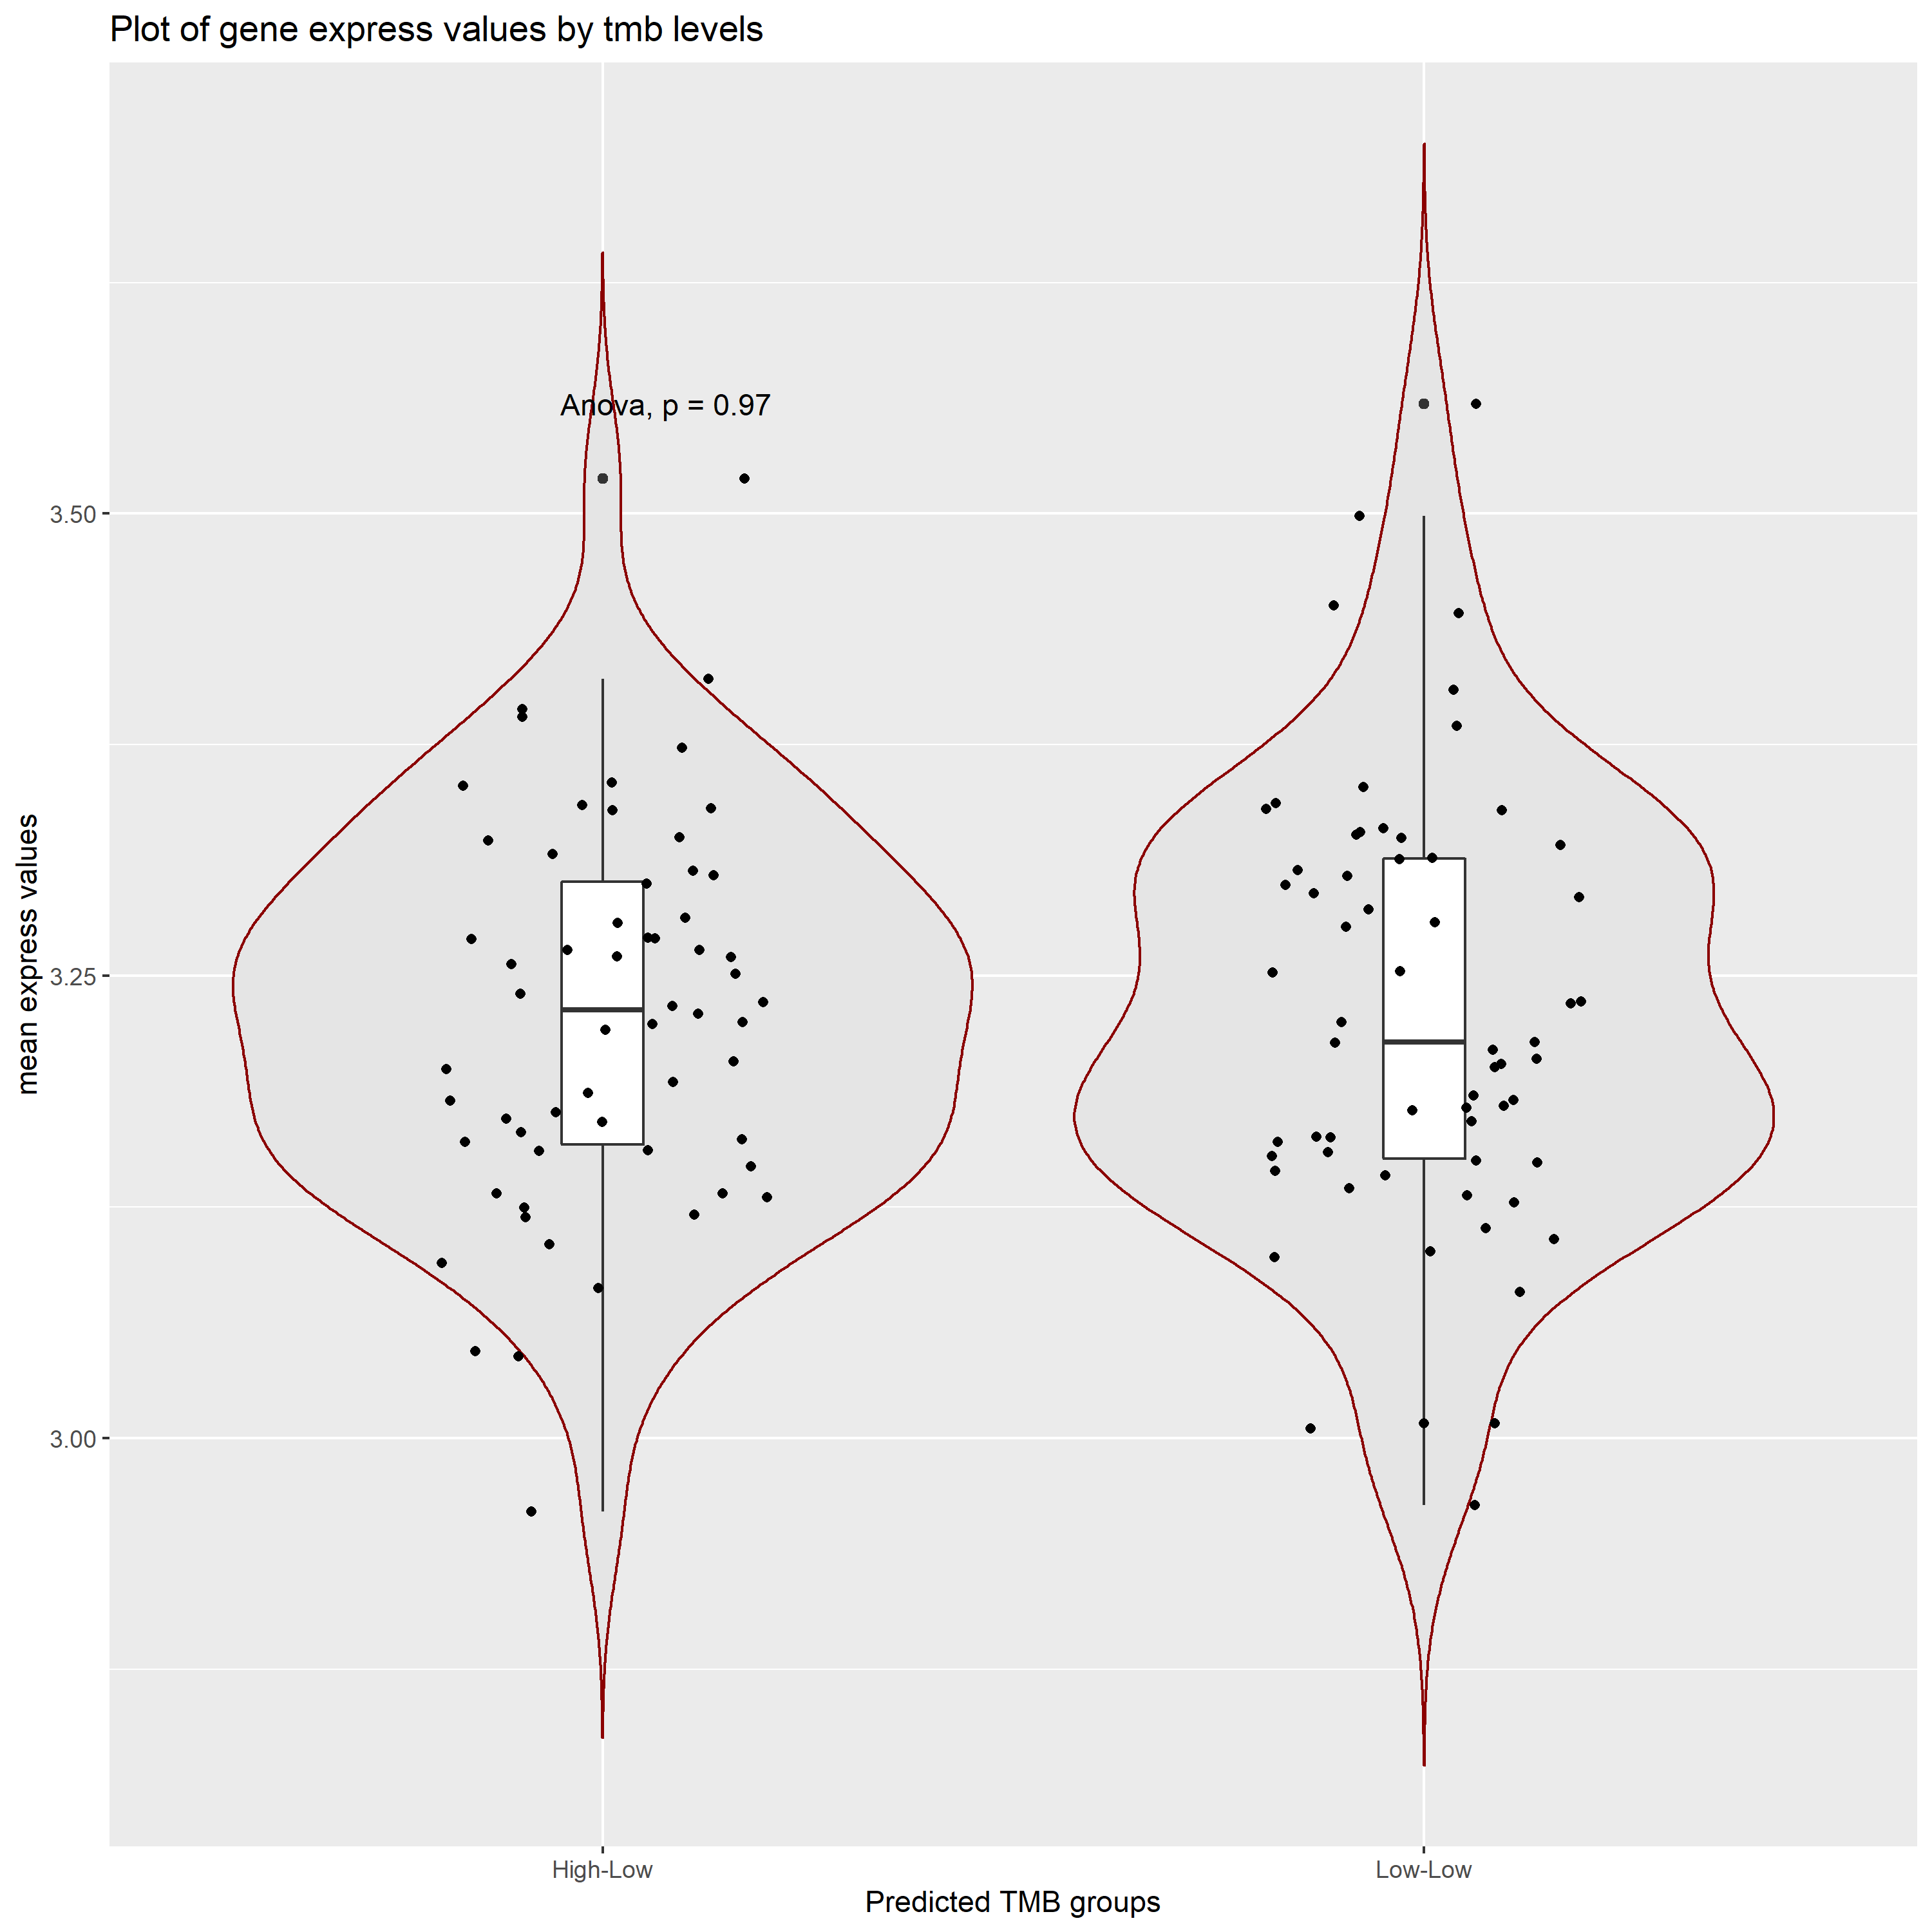 Plot of gene express values by tmb levels
Anova, p = 0.97
3.50
3.25
3.00
mean express values
High-Low
Low-Low
Predicted TMB groups